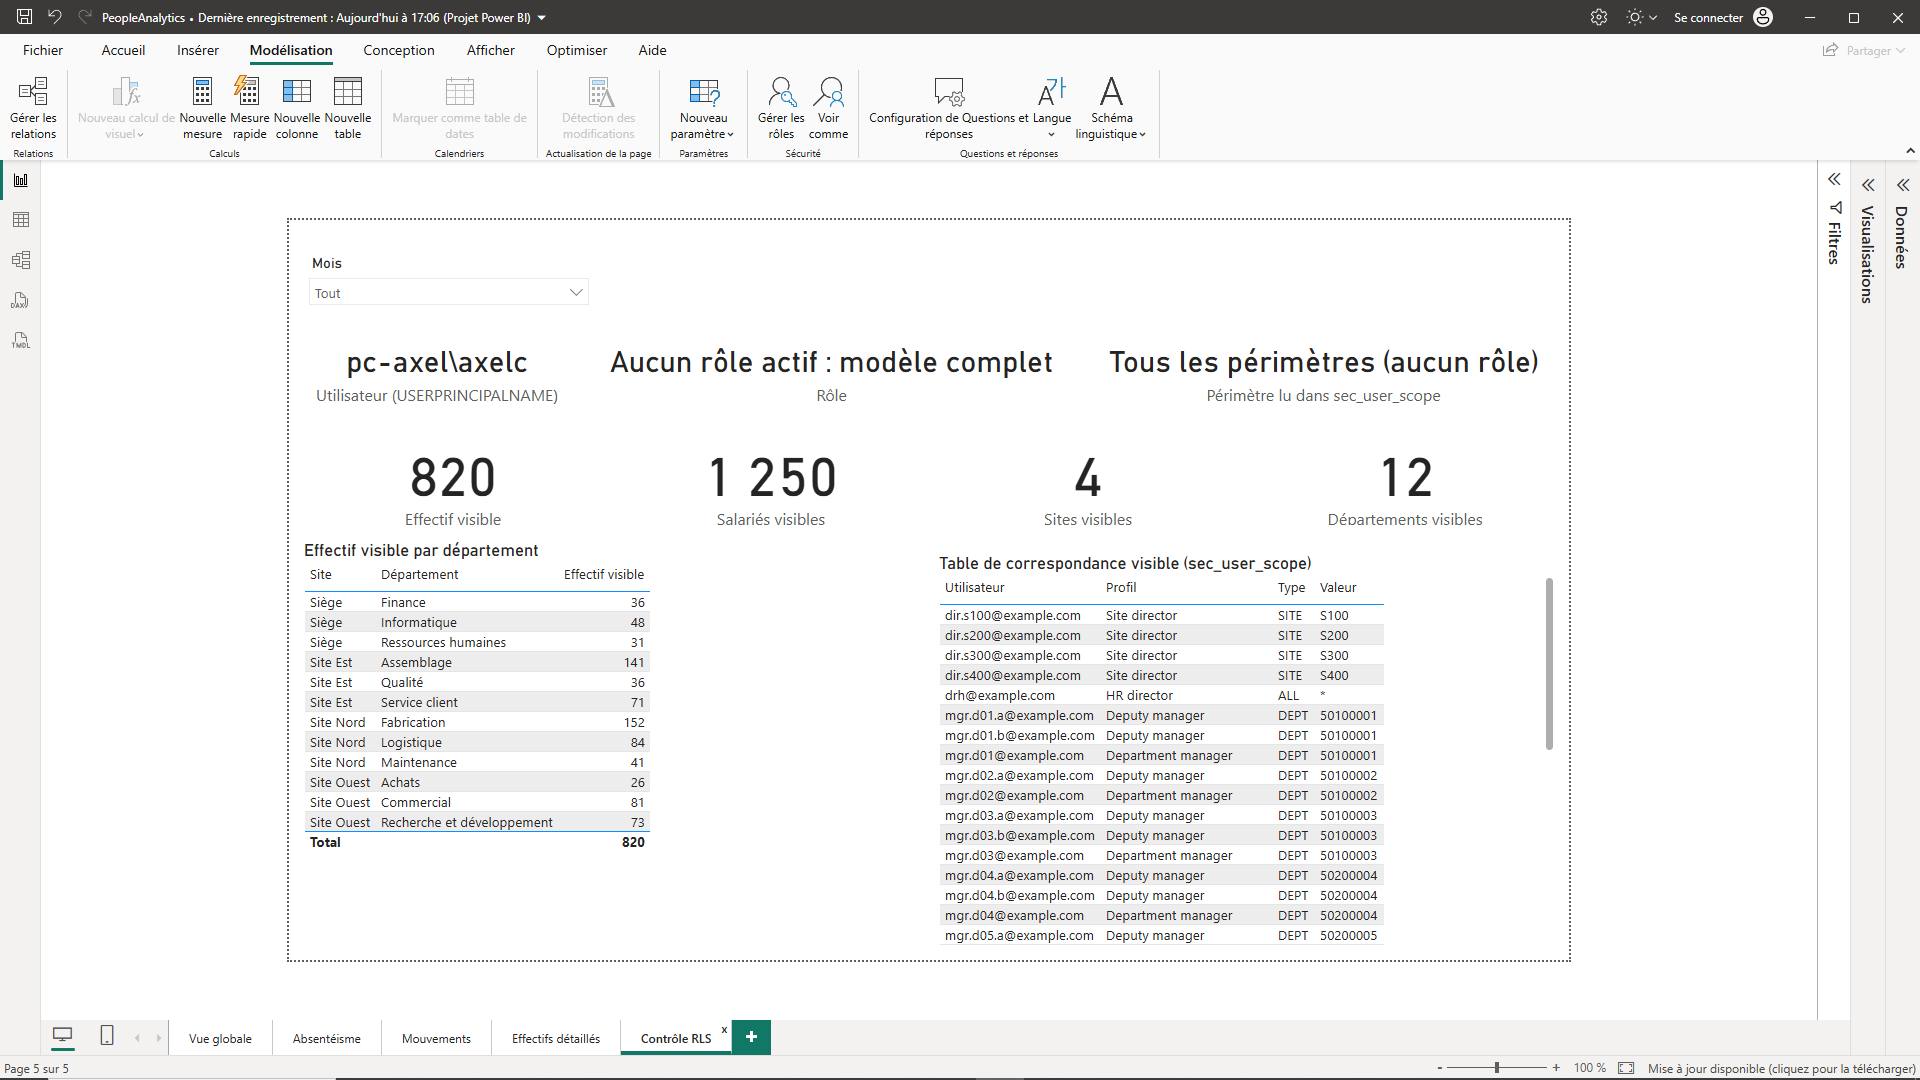 PeopleAnalytics • Dernière enregistrement : Aujourd'hui à 17:06 (Projet Power BI)
Se connecter
Fichier Accueil Insérer Modélisation Conception Afficher Optimiser Aide
Partager
Gérer les relations
Nouveau calcul de visuel
Nouvelle mesure
Mesure rapide
Nouvelle colonne
Nouvelle table
Marquer comme table de dates
Détection des modifications
Nouveau paramètre
Gérer les rôles
Voir comme
Configuration de Questions et réponses
Langue
Schéma linguistique
Relations
Calculs
Calendriers
Actualisation de la page
Paramètres
Sécurité
Questions et réponses
DAX
TMDL
Filtres
Visualisations
Données
Mois
Tout
pc-axel\axelc
Utilisateur (USERPRINCIPALNAME)
Aucun rôle actif : modèle complet
Rôle
Tous les périmètres (aucun rôle)
Périmètre lu dans sec_user_scope
820
Effectif visible
1 250
Salariés visibles
4
Sites visibles
12
Départements visibles
Effectif visible par département
Site Département Effectif visible
Siège Finance 36
Siège Informatique 48
Siège Ressources humaines 31
Site Est Assemblage 141
Site Est Qualité 36
Site Est Service client 71
Site Nord Fabrication 152
Site Nord Logistique 84
Site Nord Maintenance 41
Site Ouest Achats 26
Site Ouest Commercial 81
Site Ouest Recherche et développement 73
Total 820
Table de correspondance visible (sec_user_scope)
Utilisateur Profil Type Valeur
dir.s100@example.com Site director SITE S100
dir.s200@example.com Site director SITE S200
dir.s300@example.com Site director SITE S300
dir.s400@example.com Site director SITE S400
drh@example.com HR director ALL *
mgr.d01.a@example.com Deputy manager DEPT 50100001
mgr.d01.b@example.com Deputy manager DEPT 50100001
mgr.d01@example.com Department manager DEPT 50100001
mgr.d02.a@example.com Deputy manager DEPT 50100002
mgr.d02@example.com Department manager DEPT 50100002
mgr.d03.a@example.com Deputy manager DEPT 50100003
mgr.d03.b@example.com Deputy manager DEPT 50100003
mgr.d03@example.com Department manager DEPT 50100003
mgr.d04.a@example.com Deputy manager DEPT 50200004
mgr.d04.b@example.com Deputy manager DEPT 50200004
mgr.d04@example.com Department manager DEPT 50200004
mgr.d05.a@example.com Deputy manager DEPT 50200005
Vue globale Absentéisme Mouvements Effectifs détaillés Contrôle RLS x +
Page 5 sur 5
- + 100 %
Mise à jour disponible (cliquez pour la télécharger)